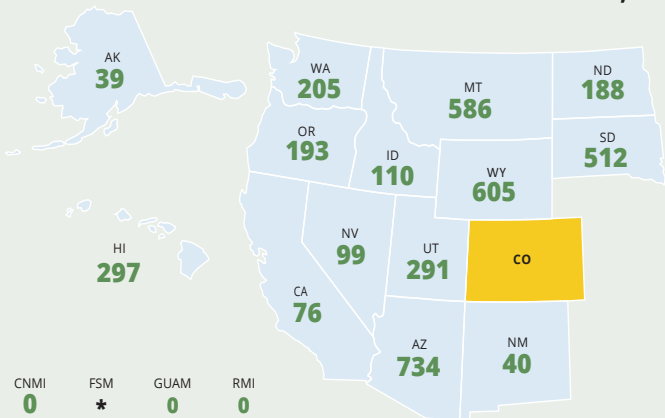 AK
39
WA
205
MT
586
ND
188
OR
193
ID
110
SD
512
WY
605
HI
297
NV
99
UT
291
CO
CA
76
AZ
734
NM
40
CNMI FSM GUAM RMI
0 * 0 0